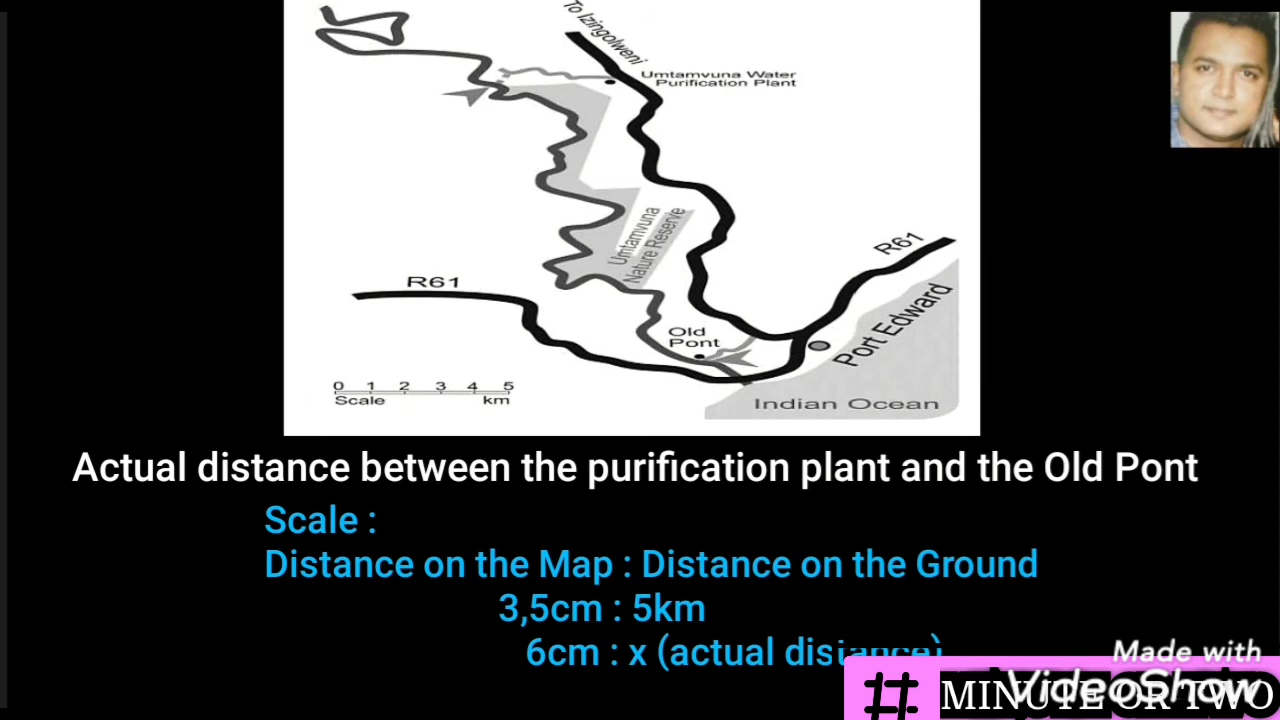 To Izingolweni
Umtamvuna Water
Purification Plant
Umtamvuna
Nature Reserve
R61
R61
Port Edward
Old
Pont
0 1 2 3 4 5
Scale km
Indian Ocean
Actual distance between the purification plant and the Old Pont
Scale :
Distance on the Map : Distance on the Ground
3,5cm : 5km
6cm : x (actual distance)
Made with
VideoShow
# MINUTE OR TWO